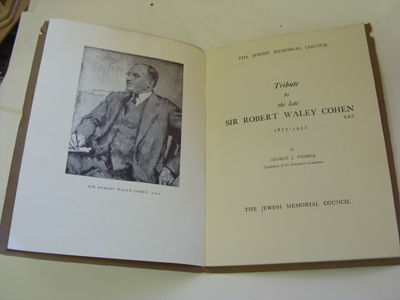 SIR ROBERT WALEY COHEN, K.B.E.
THE JEWISH MEMORIAL COUNCIL
Tribute
to
the late
SIR ROBERT WALEY COHEN
K.B.E.
1877-1952
by
GEORGE J. WEBBER
Chairman of the Executive Committee
THE JEWISH MEMORIAL COUNCIL